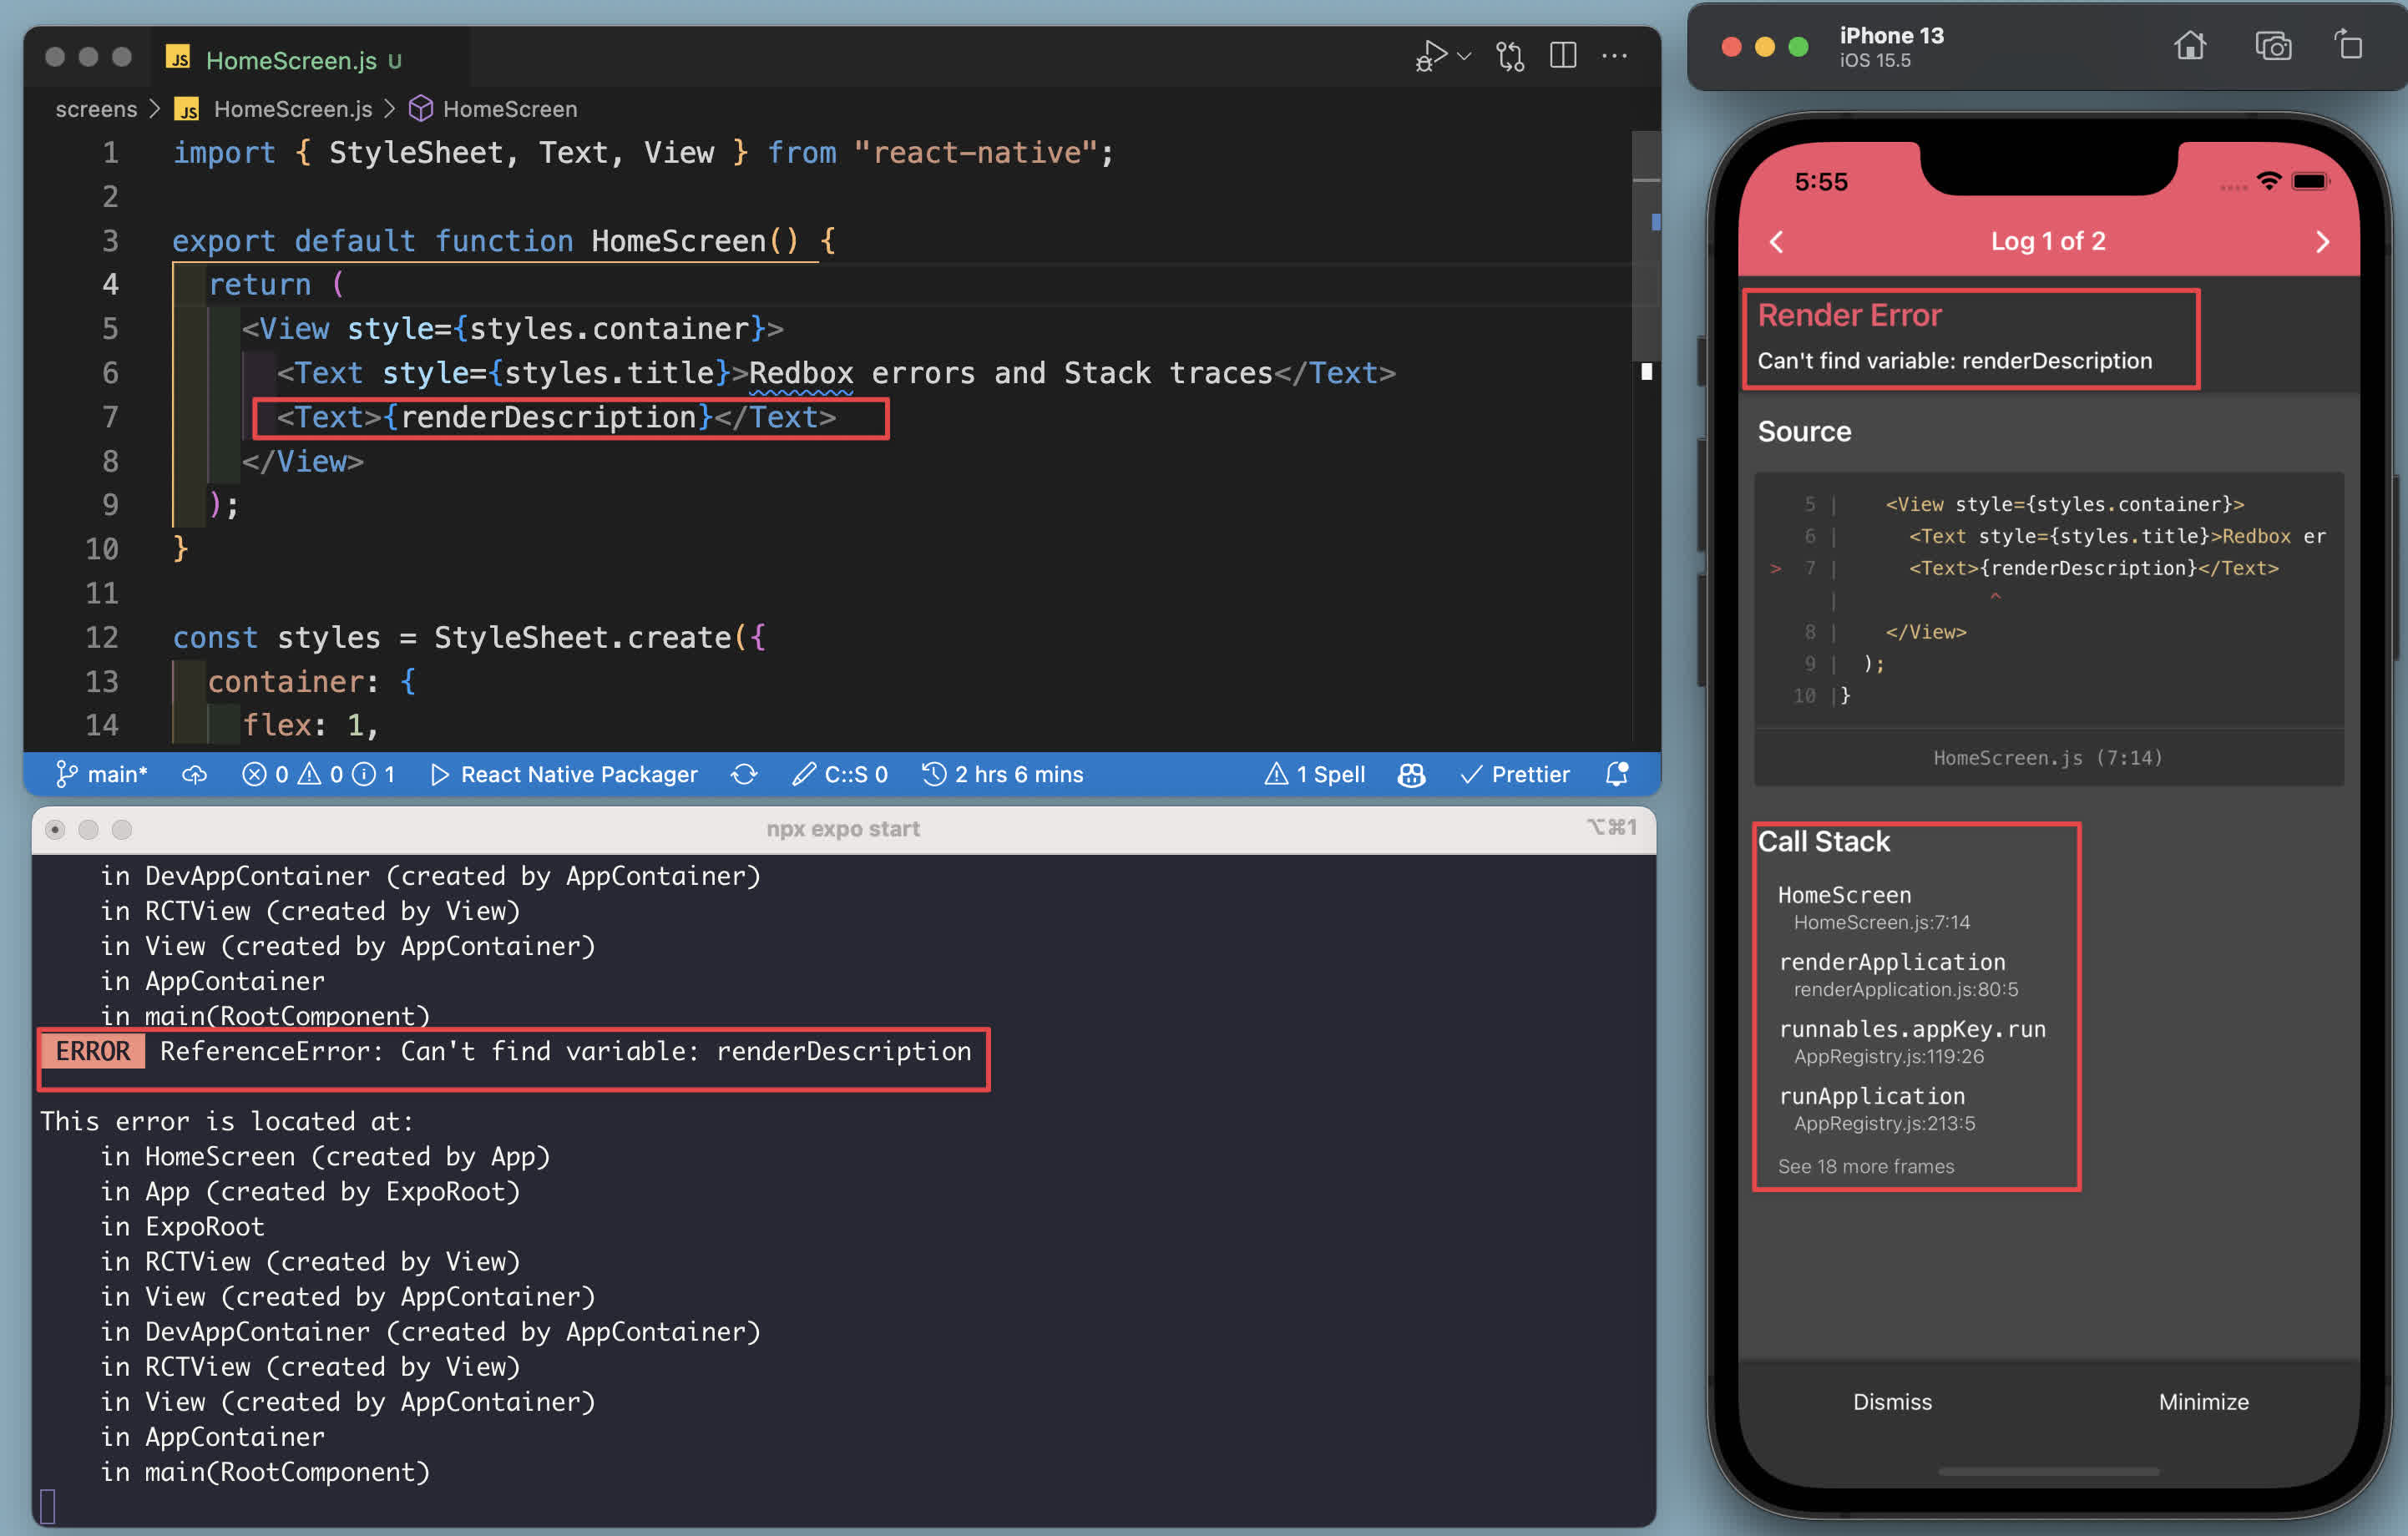 JS HomeScreen.js U
screens > JS HomeScreen.js > HomeScreen
1 import { StyleSheet, Text, View } from "react-native";
2
3 export default function HomeScreen() {
4 return (
5 <View style={styles.container}>
6 <Text style={styles.title}>Redbox errors and Stack traces</Text>
7 <Text>{renderDescription}</Text>
8 </View>
9 );
10 }
11
12 const styles = StyleSheet.create({
13 container: {
14 flex: 1,
main* 0 0 1 React Native Packager C::S 0 2 hrs 6 mins 1 Spell Prettier
npx expo start ⌥⌘1
in DevAppContainer (created by AppContainer)
in RCTView (created by View)
in View (created by AppContainer)
in AppContainer
in main(RootComponent)
ERROR ReferenceError: Can't find variable: renderDescription
This error is located at:
in HomeScreen (created by App)
in App (created by ExpoRoot)
in ExpoRoot
in RCTView (created by View)
in View (created by AppContainer)
in DevAppContainer (created by AppContainer)
in RCTView (created by View)
in View (created by AppContainer)
in AppContainer
in main(RootComponent)
iPhone 13
iOS 15.5
5:55
Log 1 of 2
Render Error
Can't find variable: renderDescription
Source
5 | <View style={styles.container}>
6 | <Text style={styles.title}>Redbox er
> 7 | <Text>{renderDescription}</Text>
| ^
8 | </View>
9 | );
10 |}
HomeScreen.js (7:14)
Call Stack
HomeScreen
HomeScreen.js:7:14
renderApplication
renderApplication.js:80:5
runnables.appKey.run
AppRegistry.js:119:26
runApplication
AppRegistry.js:213:5
See 18 more frames
Dismiss Minimize